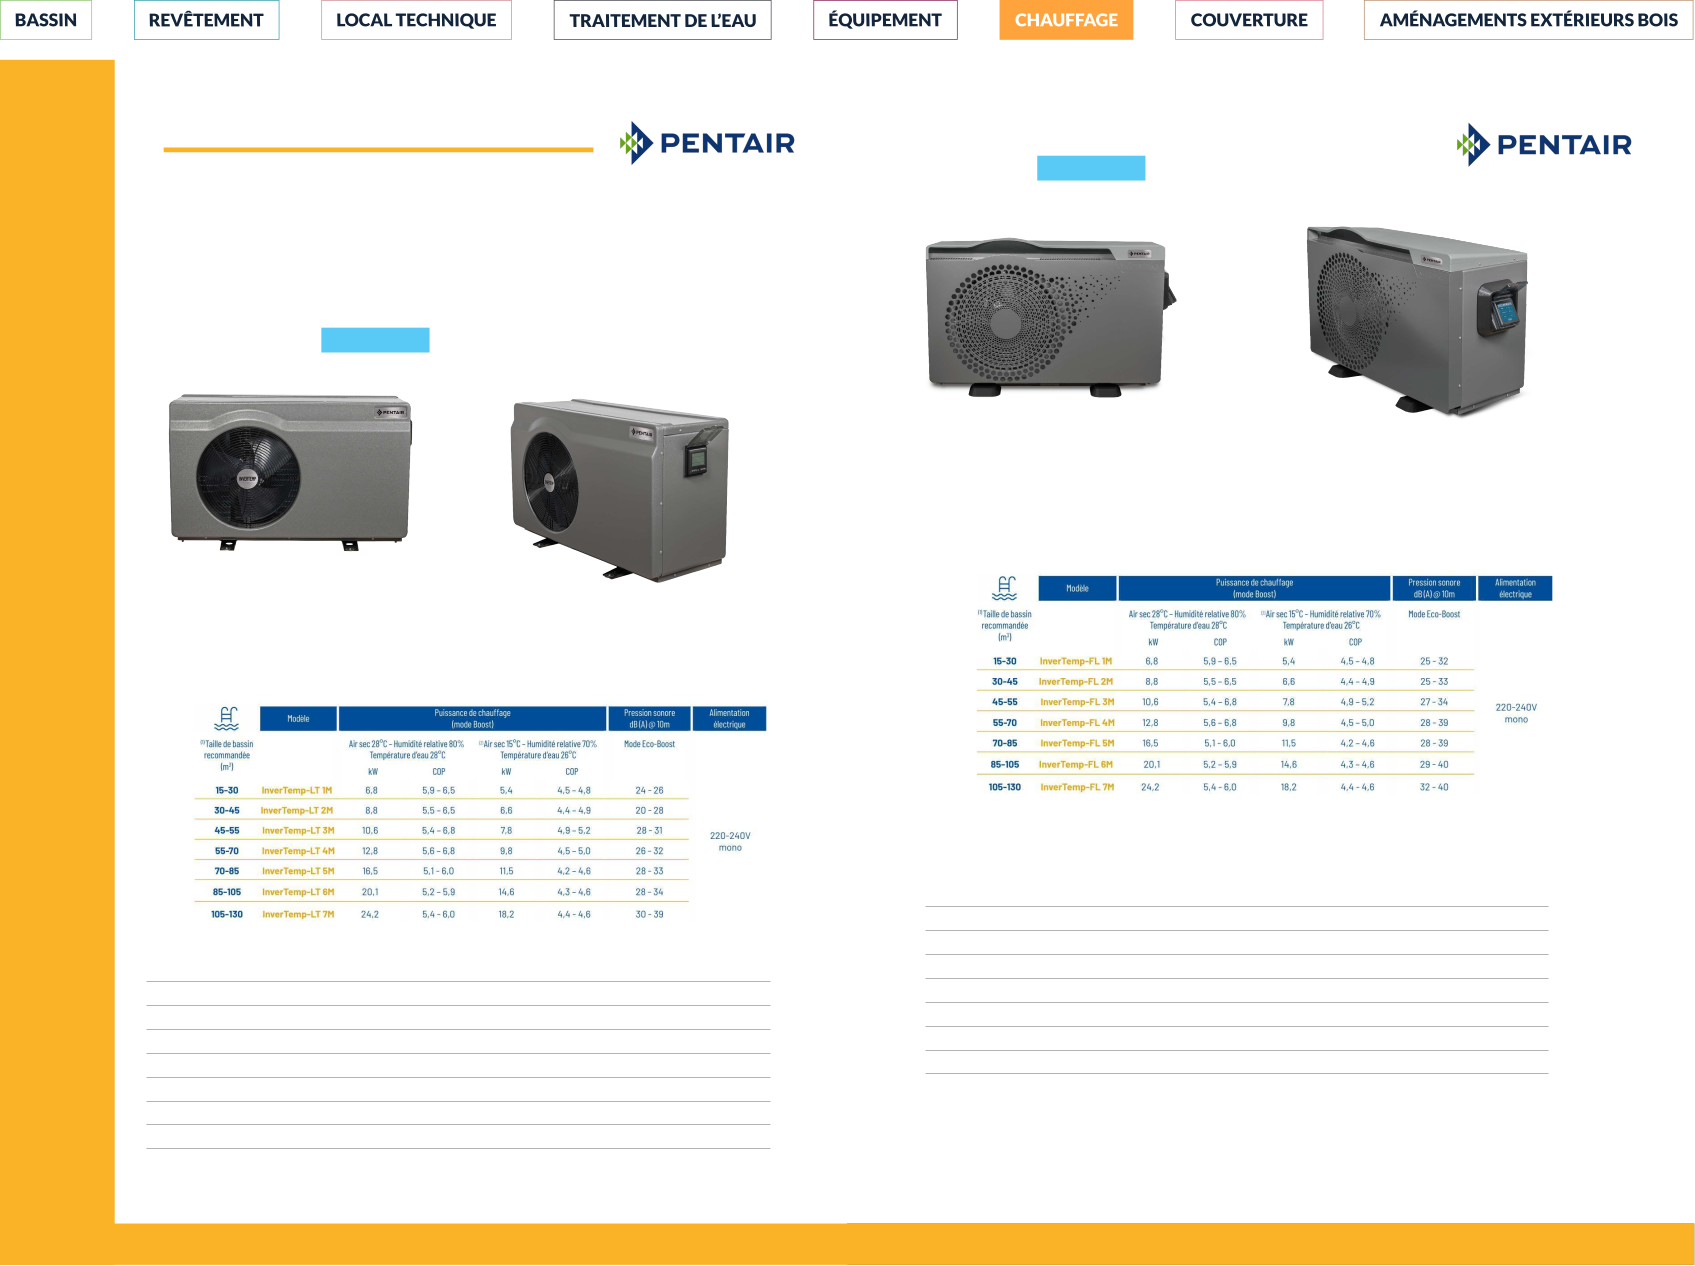 BASSIN
REVÊTEMENT
LOCAL TECHNIQUE
TRAITEMENT DE L'EAU
ÉQUIPEMENT
CHAUFFAGE
COUVERTURE
AMÉNAGEMENTS EXTÉRIEURS BOIS
PENTAIR
PENTAIR
PENTAIR
INVERTEMP
Modèle
Puissance de chauffage
(mode Boost)
Pression sonore
dB(A) @ 10m
Alimentation
électrique
(1)Taille de bassin
recommandée
(m³)
Air sec 28°C – Humidité relative 80%
Température d'eau 28°C
(2)Air sec 15°C – Humidité relative 70%
Température d'eau 26°C
Mode Eco-Boost
kW COP kW COP
15-30 InverTemp-LT 1M 6,8 5,9 – 6,5 5,4 4,5 – 4,8 24 - 26
30-45 InverTemp-LT 2M 8,8 5,5 – 6,5 6,6 4,4 – 4,9 20 - 28
45-55 InverTemp-LT 3M 10,6 5,4 – 6,8 7,8 4,9 – 5,2 28 - 31
220-240V
mono
55-70 InverTemp-LT 4M 12,8 5,6 – 6,8 9,8 4,5 – 5,0 26 - 32
70-85 InverTemp-LT 5M 16,5 5,1 - 6,0 11,5 4,2 – 4,6 28 - 33
85-105 InverTemp-LT 6M 20,1 5,2 – 5,9 14,6 4,3 – 4,6 28 - 34
105-130 InverTemp-LT 7M 24,2 5,4 - 6,0 18,2 4,4 - 4,6 30 - 39
PENTAIR
PENTAIR
PENTAIR
Modèle
Puissance de chauffage
(mode Boost)
Pression sonore
dB(A) @ 10m
Alimentation
électrique
(1)Taille de bassin
recommandée
(m³)
Air sec 28°C – Humidité relative 80%
Température d'eau 28°C
(2)Air sec 15°C – Humidité relative 70%
Température d'eau 26°C
Mode Eco-Boost
kW COP kW COP
15-30 InverTemp-FL 1M 6,8 5,9 – 6,5 5,4 4,5 – 4,8 25 - 32
30-45 InverTemp-FL 2M 8,8 5,5 – 6,5 6,6 4,4 – 4,9 25 - 33
45-55 InverTemp-FL 3M 10,6 5,4 – 6,8 7,8 4,9 – 5,2 27 - 34
220-240V
mono
55-70 InverTemp-FL 4M 12,8 5,6 – 6,8 9,8 4,5 – 5,0 28 - 39
70-85 InverTemp-FL 5M 16,5 5,1 - 6,0 11,5 4,2 – 4,6 28 - 39
85-105 InverTemp-FL 6M 20,1 5,2 – 5,9 14,6 4,3 – 4,6 29 - 40
105-130 InverTemp-FL 7M 24,2 5,4 - 6,0 18,2 4,4 - 4,6 32 - 40